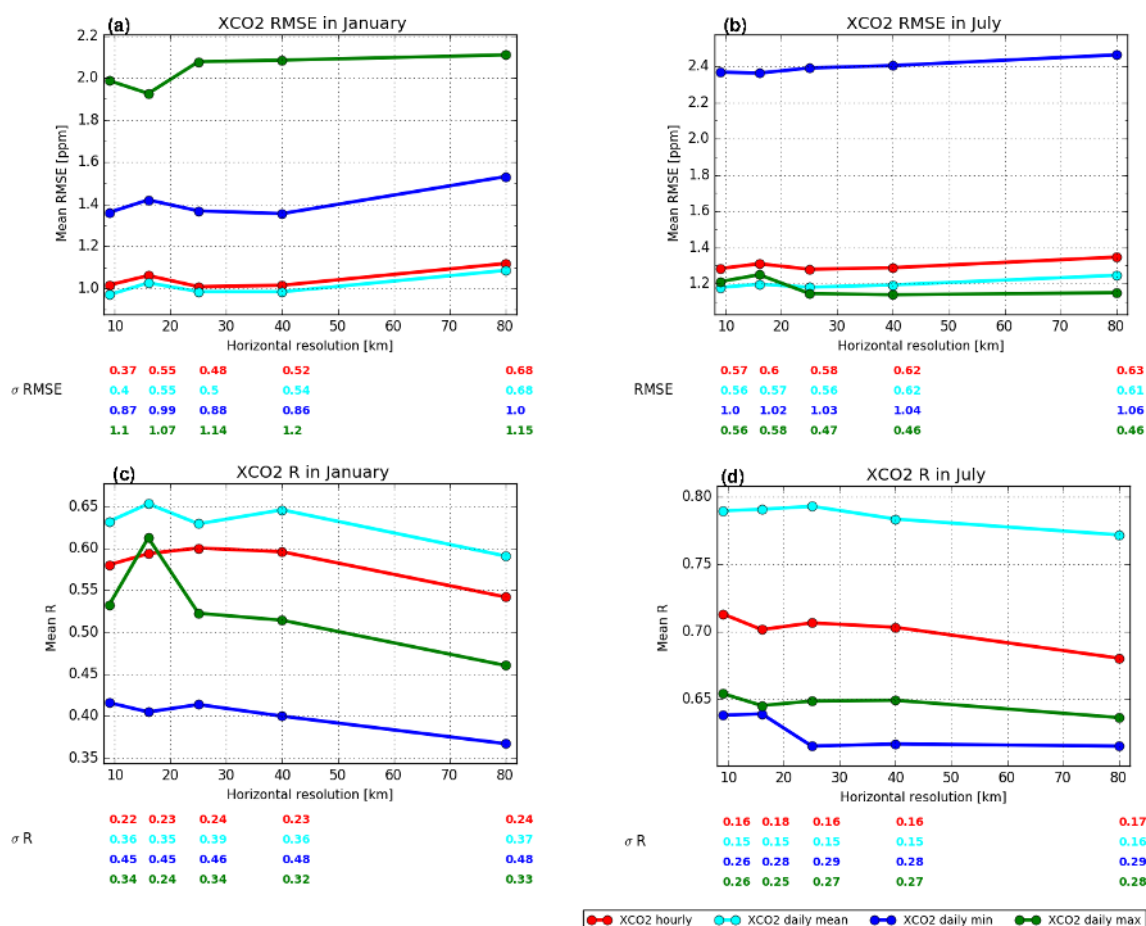 (a) XCO2 RMSE in January
2.2
2.0
1.8
1.6
1.4
1.2
1.0
Mean RMSE [ppm]
10 20 30 40 50 60 70 80
Horizontal resolution [km]
σ RMSE
0.37 0.55 0.48 0.52 0.68
0.4 0.55 0.5 0.54 0.68
0.87 0.99 0.88 0.86 1.0
1.1 1.07 1.14 1.2 1.15
(b) XCO2 RMSE in July
2.4
2.2
2.0
1.8
1.6
1.4
1.2
Mean RMSE [ppm]
10 20 30 40 50 60 70 80
Horizontal resolution [km]
RMSE
0.57 0.6 0.58 0.62 0.63
0.56 0.57 0.56 0.62 0.61
1.0 1.02 1.03 1.04 1.06
0.56 0.58 0.47 0.46 0.46
(c) XCO2 R in January
0.65
0.60
0.55
0.50
0.45
0.40
0.35
Mean R
10 20 30 40 50 60 70 80
Horizontal resolution [km]
σ R
0.22 0.23 0.24 0.23 0.24
0.36 0.35 0.39 0.36 0.37
0.45 0.45 0.46 0.48 0.48
0.34 0.24 0.34 0.32 0.33
(d) XCO2 R in July
0.80
0.75
0.70
0.65
Mean R
10 20 30 40 50 60 70 80
Horizontal resolution [km]
σ R
0.16 0.18 0.16 0.16 0.17
0.15 0.15 0.15 0.15 0.16
0.26 0.28 0.29 0.28 0.29
0.26 0.25 0.27 0.27 0.28
XCO2 hourly XCO2 daily mean XCO2 daily min XCO2 daily max